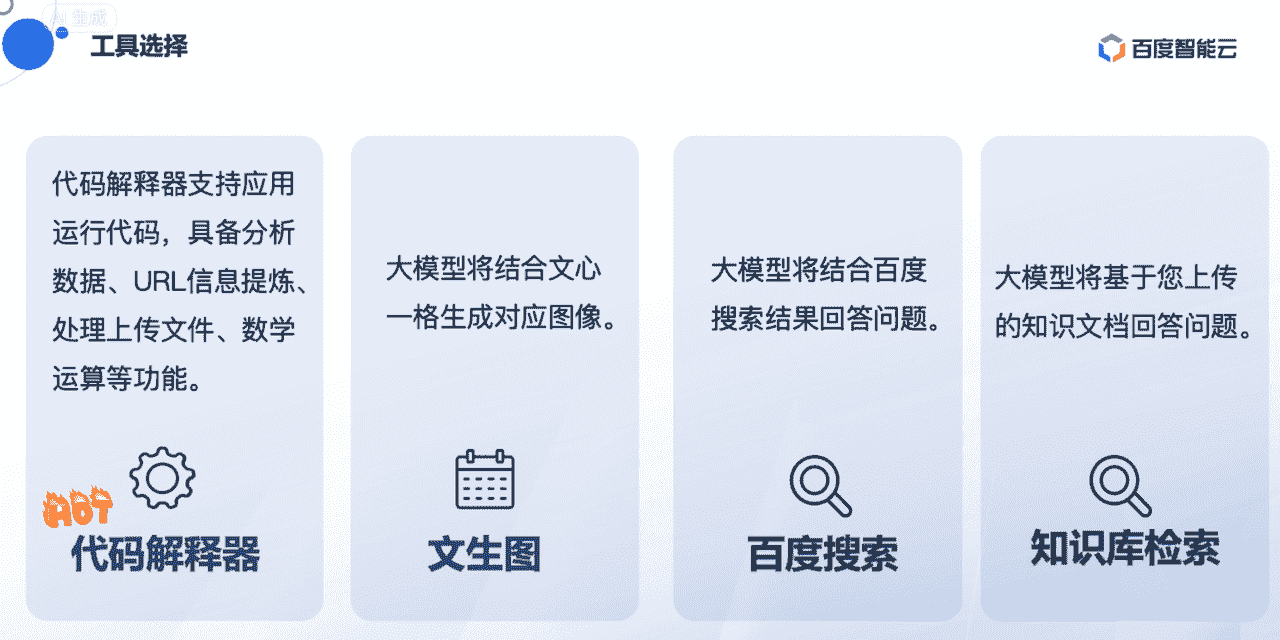 AI 生成
工具选择
百度智能云
代码解释器支持应用
运行代码，具备分析
数据、URL信息提炼、
处理上传文件、数学
运算等功能。
HOT
代码解释器
大模型将结合文心
一格生成对应图像。
文生图
大模型将结合百度
搜索结果回答问题。
百度搜索
大模型将基于您上传
的知识文档回答问题。
知识库检索